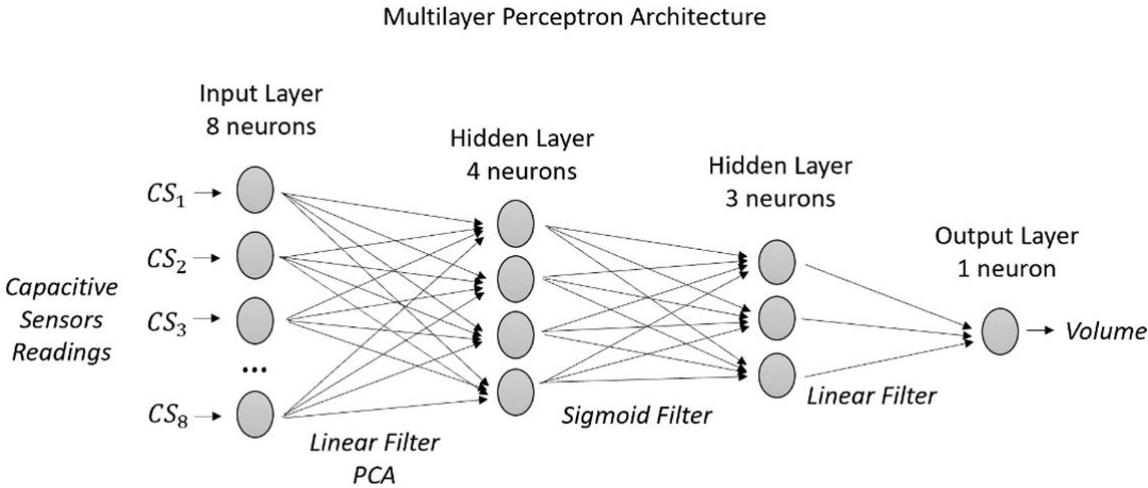 Multilayer Perceptron Architecture
Input Layer
8 neurons
Hidden Layer
4 neurons
Hidden Layer
3 neurons
Output Layer
1 neuron
CS₁
CS₂
CS₃
...
CS₈
Capacitive
Sensors
Readings
Volume
Linear Filter
PCA
Sigmoid Filter
Linear Filter